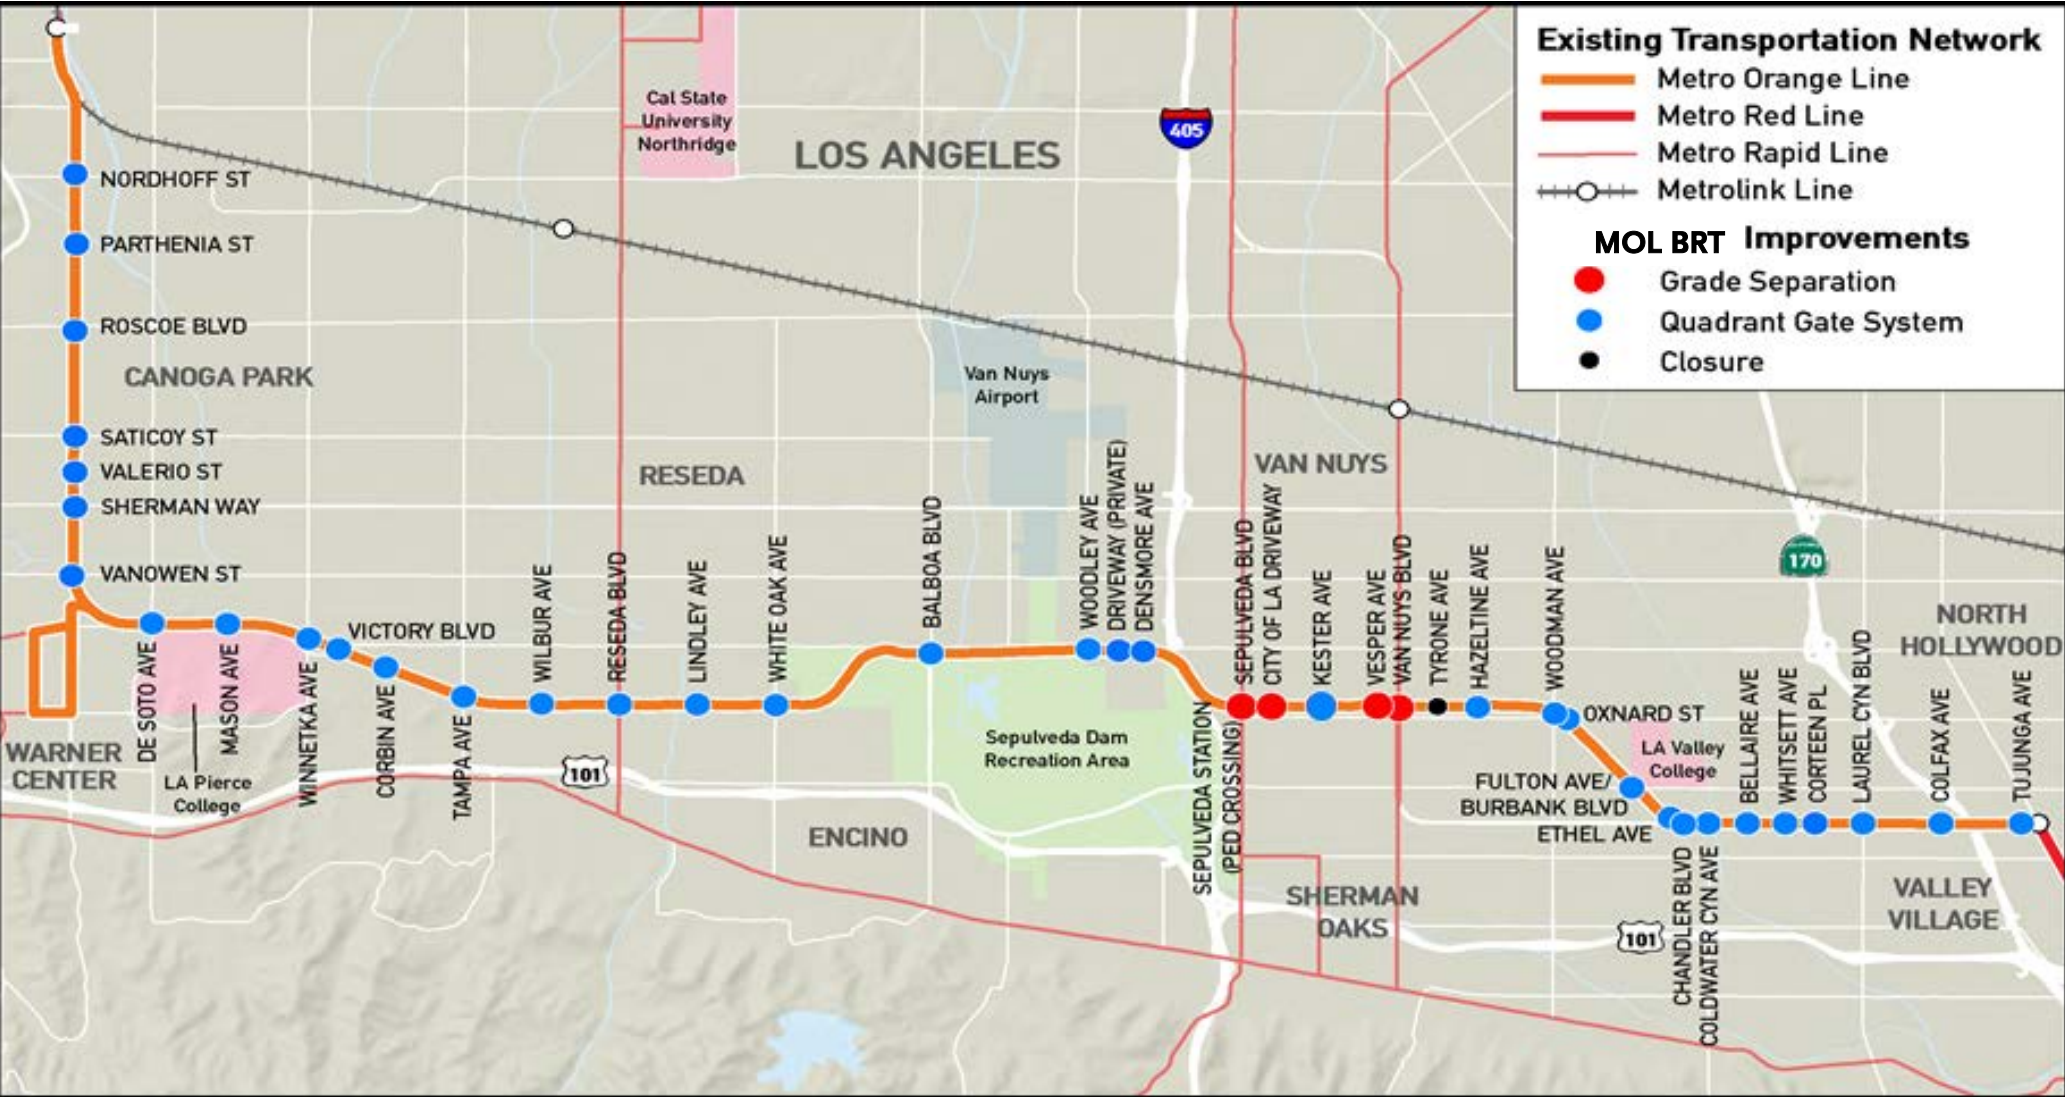 Existing Transportation Network
Metro Orange Line
Metro Red Line
Metro Rapid Line
Metrolink Line
MOL BRT Improvements
Grade Separation
Quadrant Gate System
Closure
Cal State
University
Northridge
LOS ANGELES
405
NORDHOFF ST
PARTHENIA ST
ROSCOE BLVD
CANOGA PARK
SATICOY ST
VALERIO ST
SHERMAN WAY
VANOWEN ST
Van Nuys
Airport
RESEDA
VAN NUYS
170
NORTH
HOLLYWOOD
DE SOTO AVE
MASON AVE
WINNETKA AVE
VICTORY BLVD
CORBIN AVE
TAMPA AVE
WILBUR AVE
RESEDA BLVD
LINDLEY AVE
WHITE OAK AVE
BALBOA BLVD
WOODLEY AVE
DRIVEWAY (PRIVATE)
DENSMORE AVE
SEPULVEDA STATION
(PED CROSSING)
SEPULVEDA BLVD
CITY OF LA DRIVEWAY
KESTER AVE
VESPER AVE
VAN NUYS BLVD
TYRONE AVE
HAZELTINE AVE
WOODMAN AVE
OXNARD ST
LA Valley
College
FULTON AVE/
BURBANK BLVD
ETHEL AVE
CHANDLER BLVD
COLDWATER CYN AVE
BELLAIRE AVE
WHITSETT AVE
CORTEEN PL
LAUREL CYN BLVD
COLFAX AVE
TUJUNGA AVE
WARNER
CENTER
LA Pierce
College
101
Sepulveda Dam
Recreation Area
ENCINO
SHERMAN
OAKS
101
VALLEY
VILLAGE